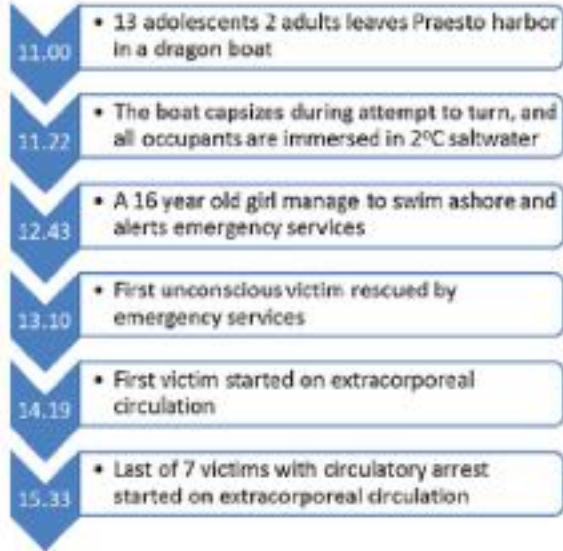 11.00
• 13 adolescents 2 adults leaves Praesto harbor
in a dragon boat
11.22
• The boat capsizes during attempt to turn, and
all occupants are immersed in 2ºC saltwater
12.43
• A 16 year old girl manage to swim ashore and
alerts emergency services
13.10
• First unconscious victim rescued by
emergency services
14.19
• First victim started on extracorporeal
circulation
15.33
• Last of 7 victims with circulatory arrest
started on extracorporeal circulation